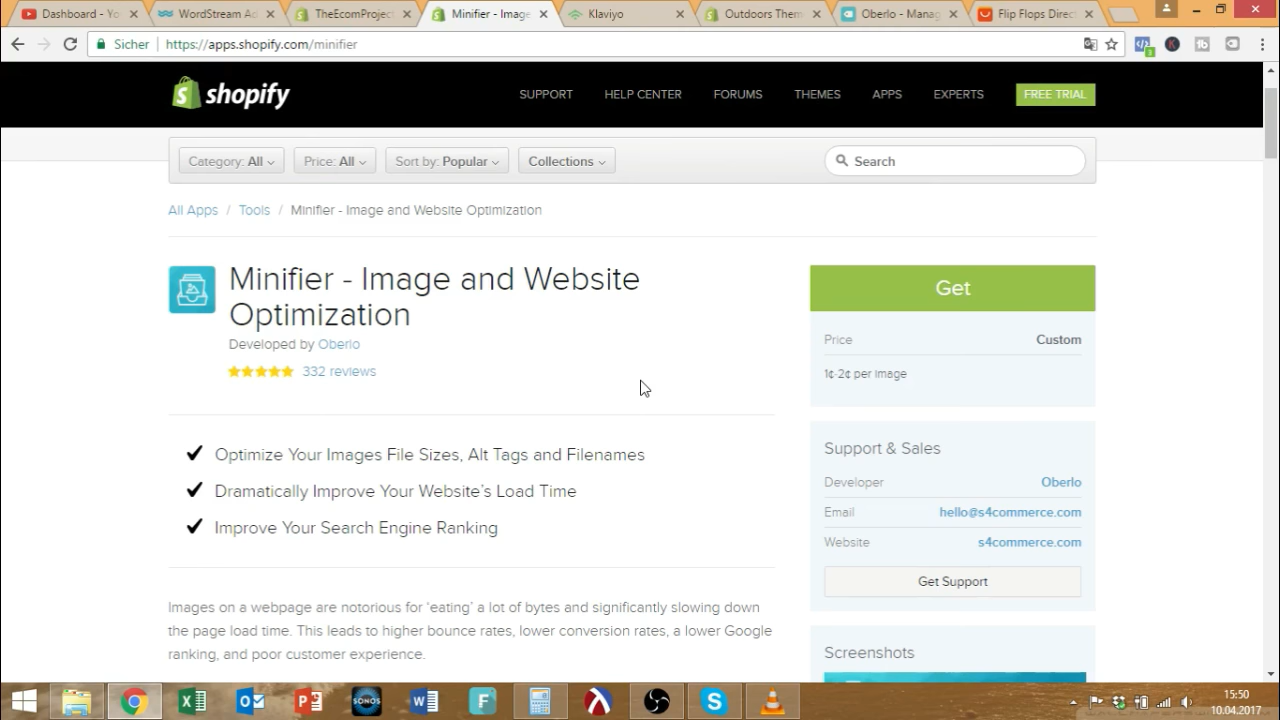 Dashboard - Yo
WordStream Ad
TheEcomProject
Minifier - Image
Klaviyo
Outdoors Them
Oberlo - Manag
Flip Flops Direct
Sicher
https://apps.shopify.com/minifier
shopify
SUPPORT
HELP CENTER
FORUMS
THEMES
APPS
EXPERTS
FREE TRIAL
Category: All
Price: All
Sort by: Popular
Collections
Search
All Apps / Tools / Minifier - Image and Website Optimization
Minifier - Image and Website
Optimization
Developed by Oberlo
332 reviews
Optimize Your Images File Sizes, Alt Tags and Filenames
Dramatically Improve Your Website's Load Time
Improve Your Search Engine Ranking
Images on a webpage are notorious for 'eating' a lot of bytes and significantly slowing down
the page load time. This leads to higher bounce rates, lower conversion rates, a lower Google
ranking, and poor customer experience.
Get
Price Custom
1¢-2¢ per image
Support & Sales
Developer Oberlo
Email hello@s4commerce.com
Website s4commerce.com
Get Support
Screenshots
SONOS
15:50
10.04.2017